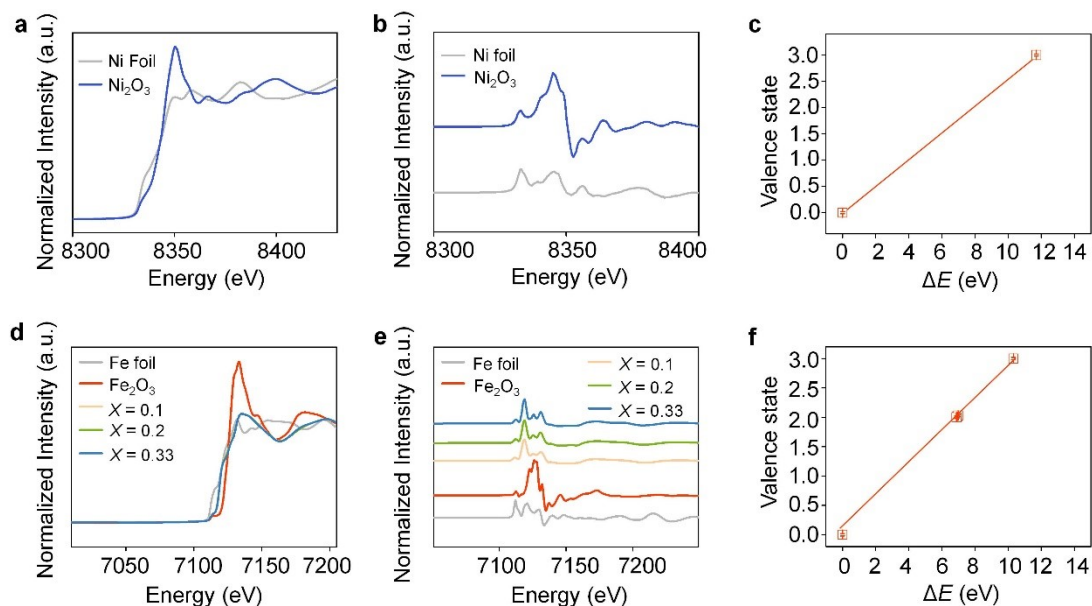 a
Normalized Intensity (a.u.)
Ni Foil
Ni₂O₃
8300 8350 8400
Energy (eV)
b
Normalized Intensity (a.u.)
Ni foil
Ni₂O₃
8300 8350 8400
Energy (eV)
c
Valence state
3.0
2.5
2.0
1.5
1.0
0.5
0.0
0 2 4 6 8 10 12 14
ΔE (eV)
d
Normalized Intensity (a.u.)
Fe foil
Fe₂O₃
X = 0.1
X = 0.2
X = 0.33
7050 7100 7150 7200
Energy (eV)
e
Normalized Intensity (a.u.)
Fe foil
Fe₂O₃
X = 0.1
X = 0.2
X = 0.33
7100 7150 7200
Energy (eV)
f
Valence state
3.0
2.5
2.0
1.5
1.0
0.5
0.0
0 2 4 6 8 10 12 14
ΔE (eV)